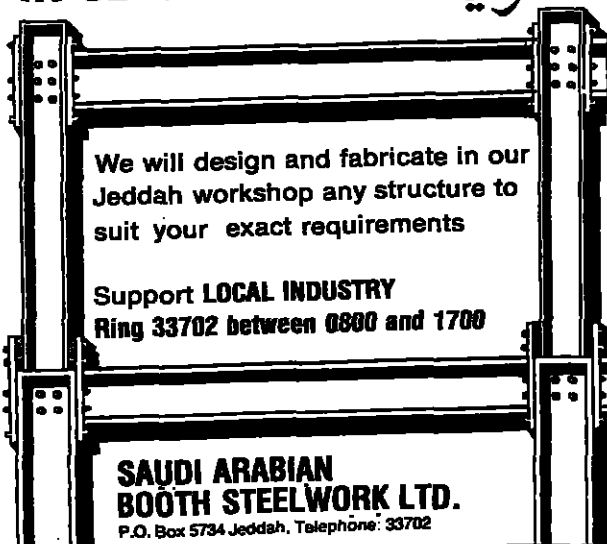 We will design and fabricate in our
Jeddah workshop any structure to
suit your exact requirements
Support LOCAL INDUSTRY
Ring 33702 between 0800 and 1700
SAUDI ARABIAN
BOOTH STEELWORK LTD.
P.O. Box 5734 Jeddah, Telephone: 33702